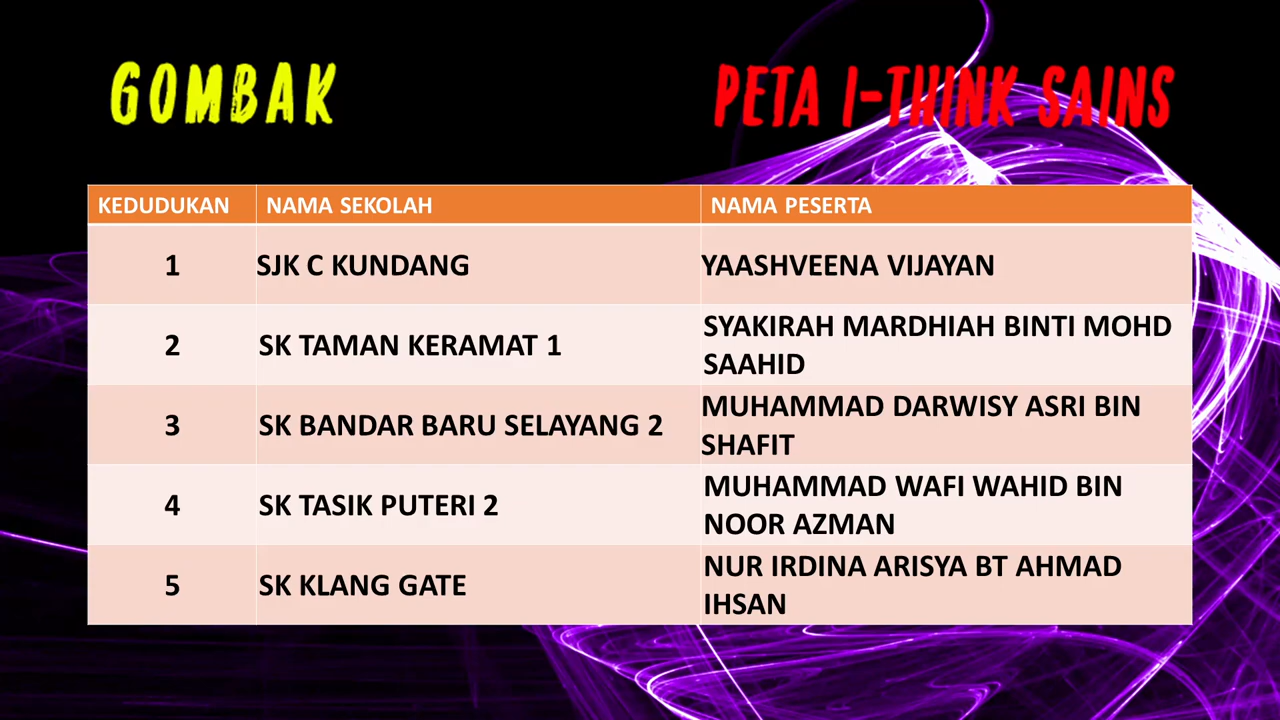 GOMBAK
PETA I-THINK SAINS
KEDUDUKAN NAMA SEKOLAH NAMA PESERTA
1 SJK C KUNDANG YAASHVEENA VIJAYAN
2 SK TAMAN KERAMAT 1 SYAKIRAH MARDHIAH BINTI MOHD
SAAHID
3 SK BANDAR BARU SELAYANG 2 MUHAMMAD DARWISY ASRI BIN
SHAFIT
4 SK TASIK PUTERI 2 MUHAMMAD WAFI WAHID BIN
NOOR AZMAN
5 SK KLANG GATE NUR IRDINA ARISYA BT AHMAD
IHSAN